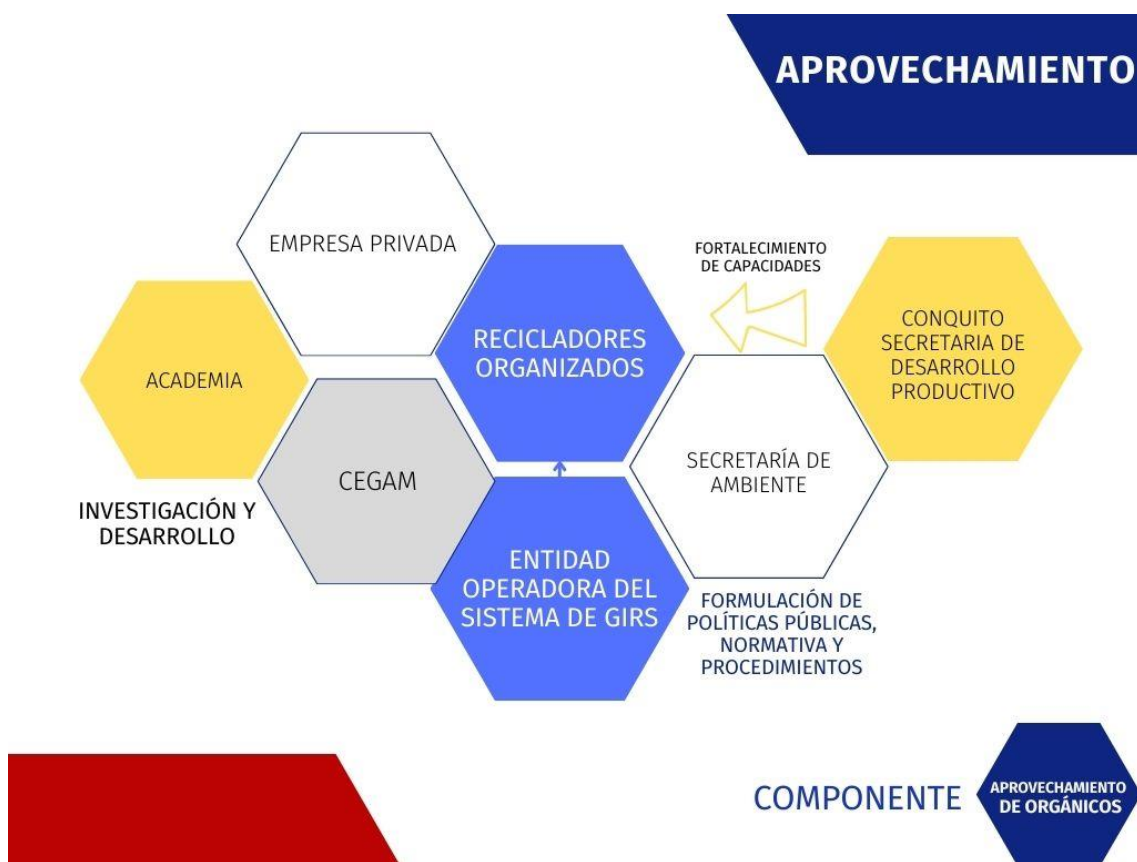 APROVECHAMIENTO
EMPRESA PRIVADA
FORTALECIMIENTO
DE CAPACIDADES
RECICLADORES
ORGANIZADOS
CONQUITO
SECRETARIA DE
DESARROLLO
PRODUCTIVO
ACADEMIA
CEGAM
SECRETARÍA DE
AMBIENTE
INVESTIGACIÓN Y
DESARROLLO
ENTIDAD
OPERADORA DEL
SISTEMA DE GIRS
FORMULACIÓN DE
POLÍTICAS PÚBLICAS,
NORMATIVA Y
PROCEDIMIENTOS
COMPONENTE
APROVECHAMIENTO
DE ORGÁNICOS